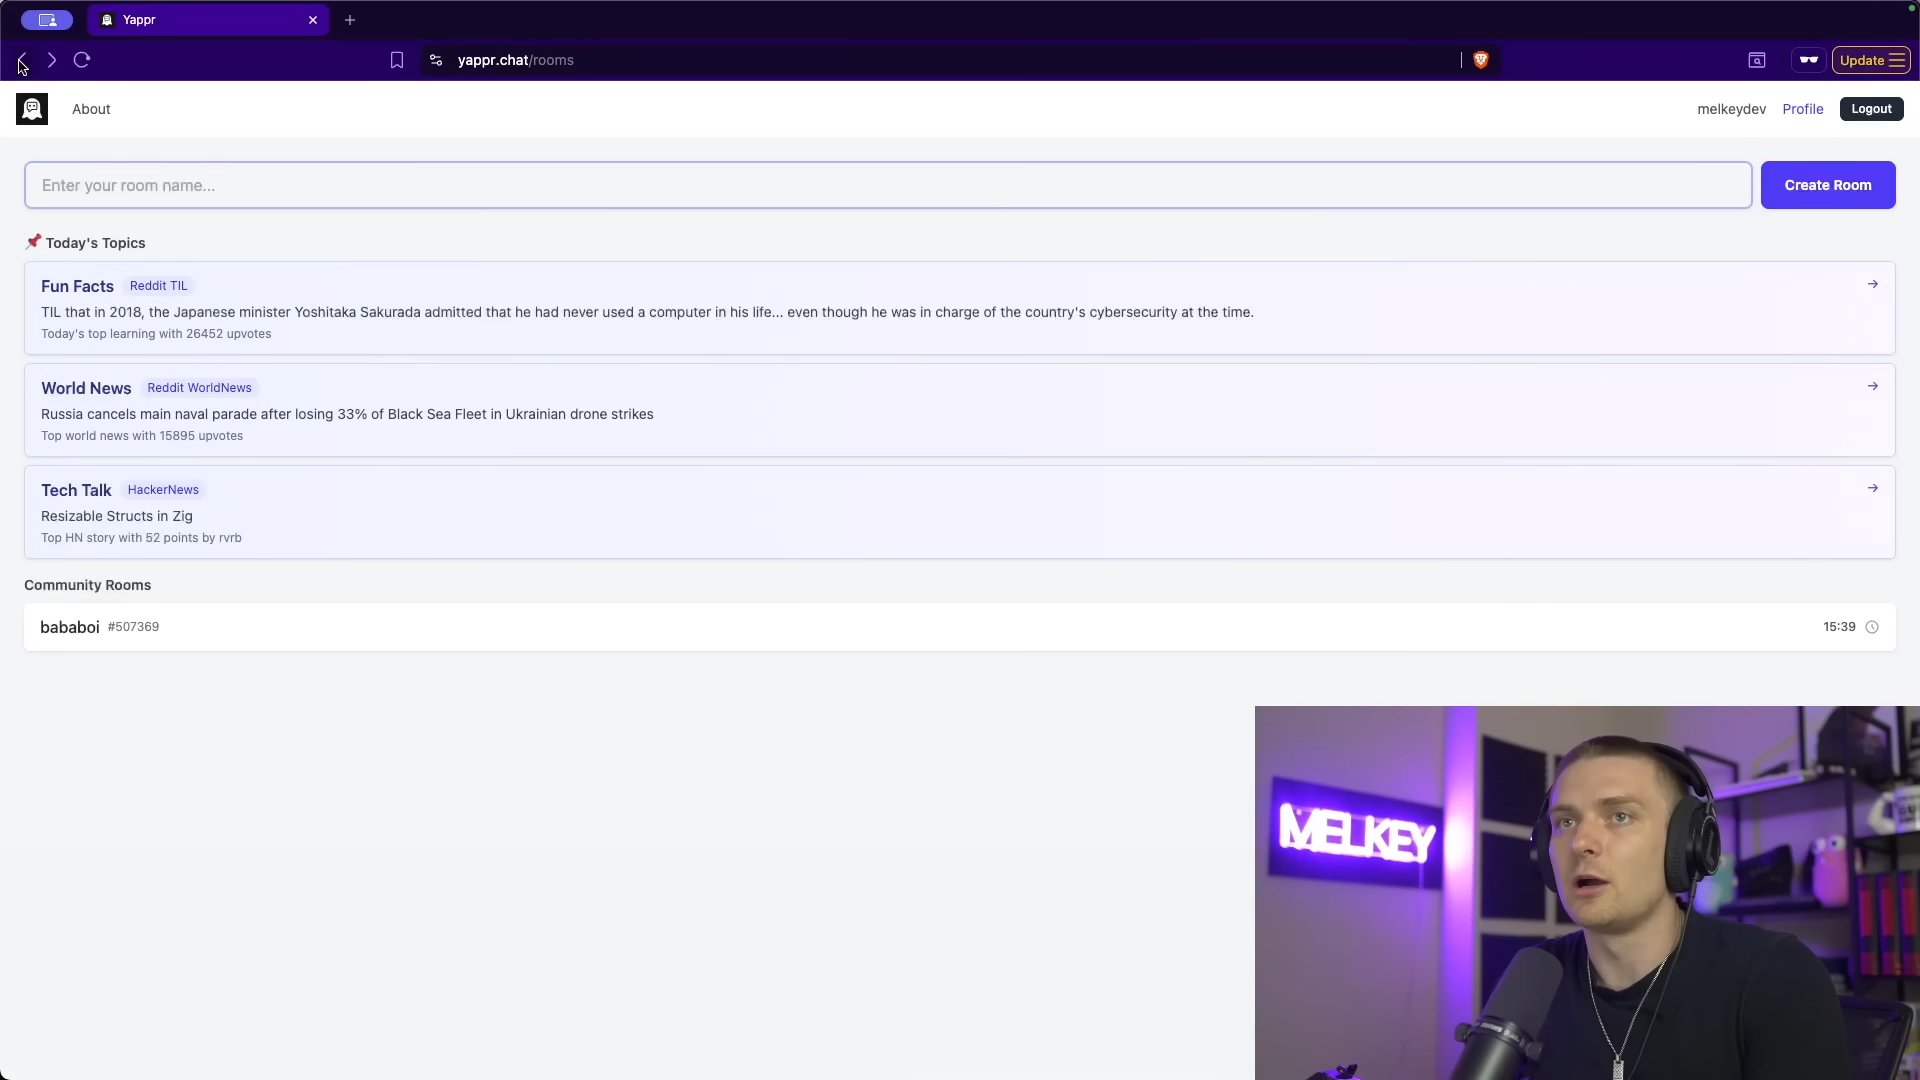 Yappr
yappr.chat/rooms
Update
About
melkeydev
Profile
Logout
Enter your room name...
Create Room
📌 Today's Topics
Fun Facts Reddit TIL
TIL that in 2018, the Japanese minister Yoshitaka Sakurada admitted that he had never used a computer in his life... even though he was in charge of the country's cybersecurity at the time.
Today's top learning with 26452 upvotes
World News Reddit WorldNews
Russia cancels main naval parade after losing 33% of Black Sea Fleet in Ukrainian drone strikes
Top world news with 15895 upvotes
Tech Talk HackerNews
Resizable Structs in Zig
Top HN story with 52 points by rvrb
Community Rooms
bababoi #507369
15:39
MELKEY